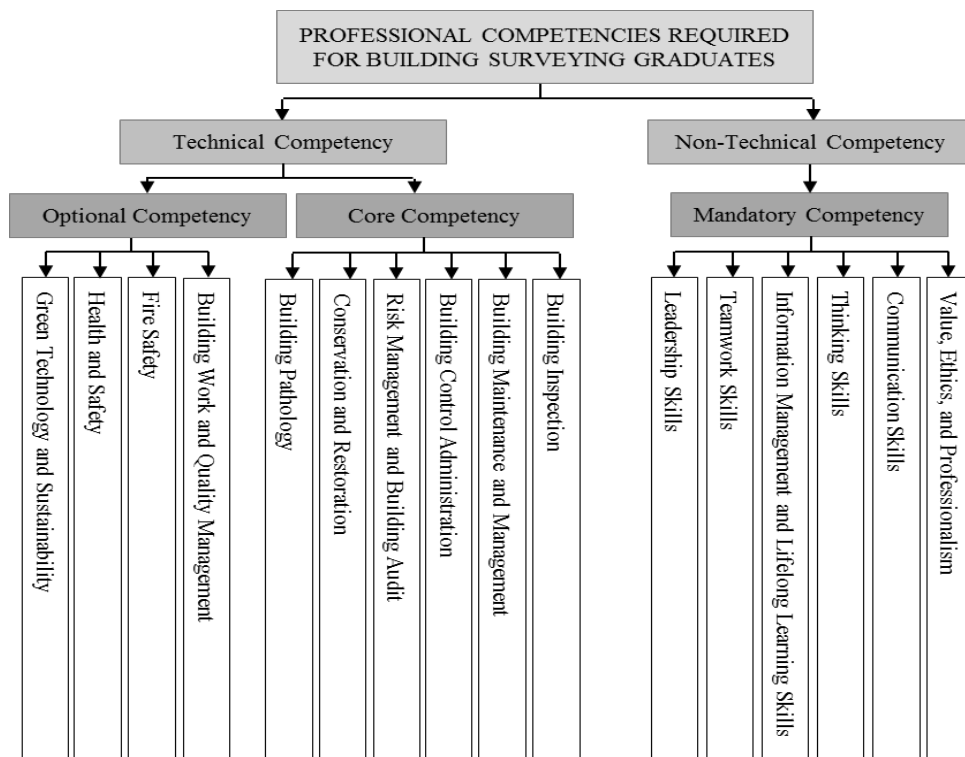 PROFESSIONAL COMPETENCIES REQUIRED
FOR BUILDING SURVEYING GRADUATES
Technical Competency
Non-Technical Competency
Optional Competency
Core Competency
Mandatory Competency
Green Technology and Sustainability
Health and Safety
Fire Safety
Building Work and Quality Management
Building Pathology
Conservation and Restoration
Risk Management and Building Audit
Building Control Administration
Building Maintenance and Management
Building Inspection
Leadership Skills
Teamwork Skills
Information Management and Lifelong Learning Skills
Thinking Skills
Communication Skills
Value, Ethics, and Professionalism